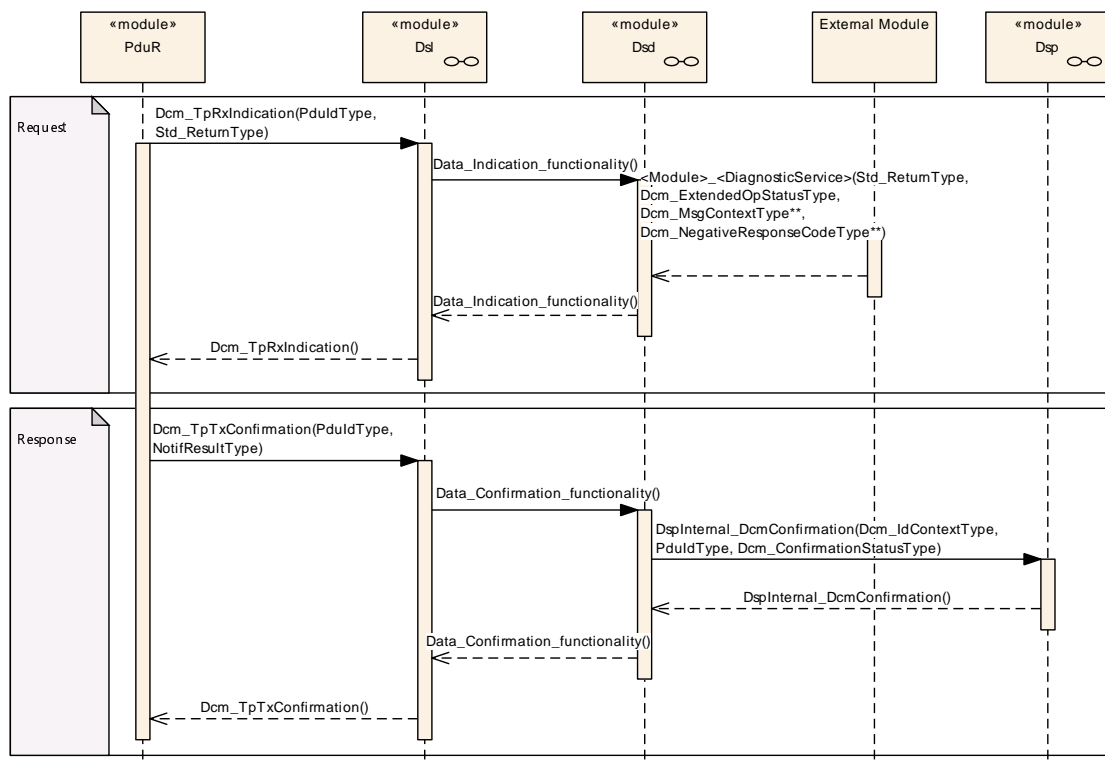 «module»
PduR
«module»
Dsl
«module»
Dsd
External Module
«module»
Dsp
Request
Dcm_TpRxIndication(PduIdType,
Std_ReturnType)
Data_Indication_functionality()
<Module>_<DiagnosticService>(Std_ReturnType,
Dcm_ExtendedOpStatusType,
Dcm_MsgContextType**,
Dcm_NegativeResponseCodeType**)
Data_Indication_functionality()
Dcm_TpRxIndication()
Response
Dcm_TpTxConfirmation(PduIdType,
NotifResultType)
Data_Confirmation_functionality()
DspInternal_DcmConfirmation(Dcm_IdContextType,
PduIdType, Dcm_ConfirmationStatusType)
DspInternal_DcmConfirmation()
Data_Confirmation_functionality()
Dcm_TpTxConfirmation()